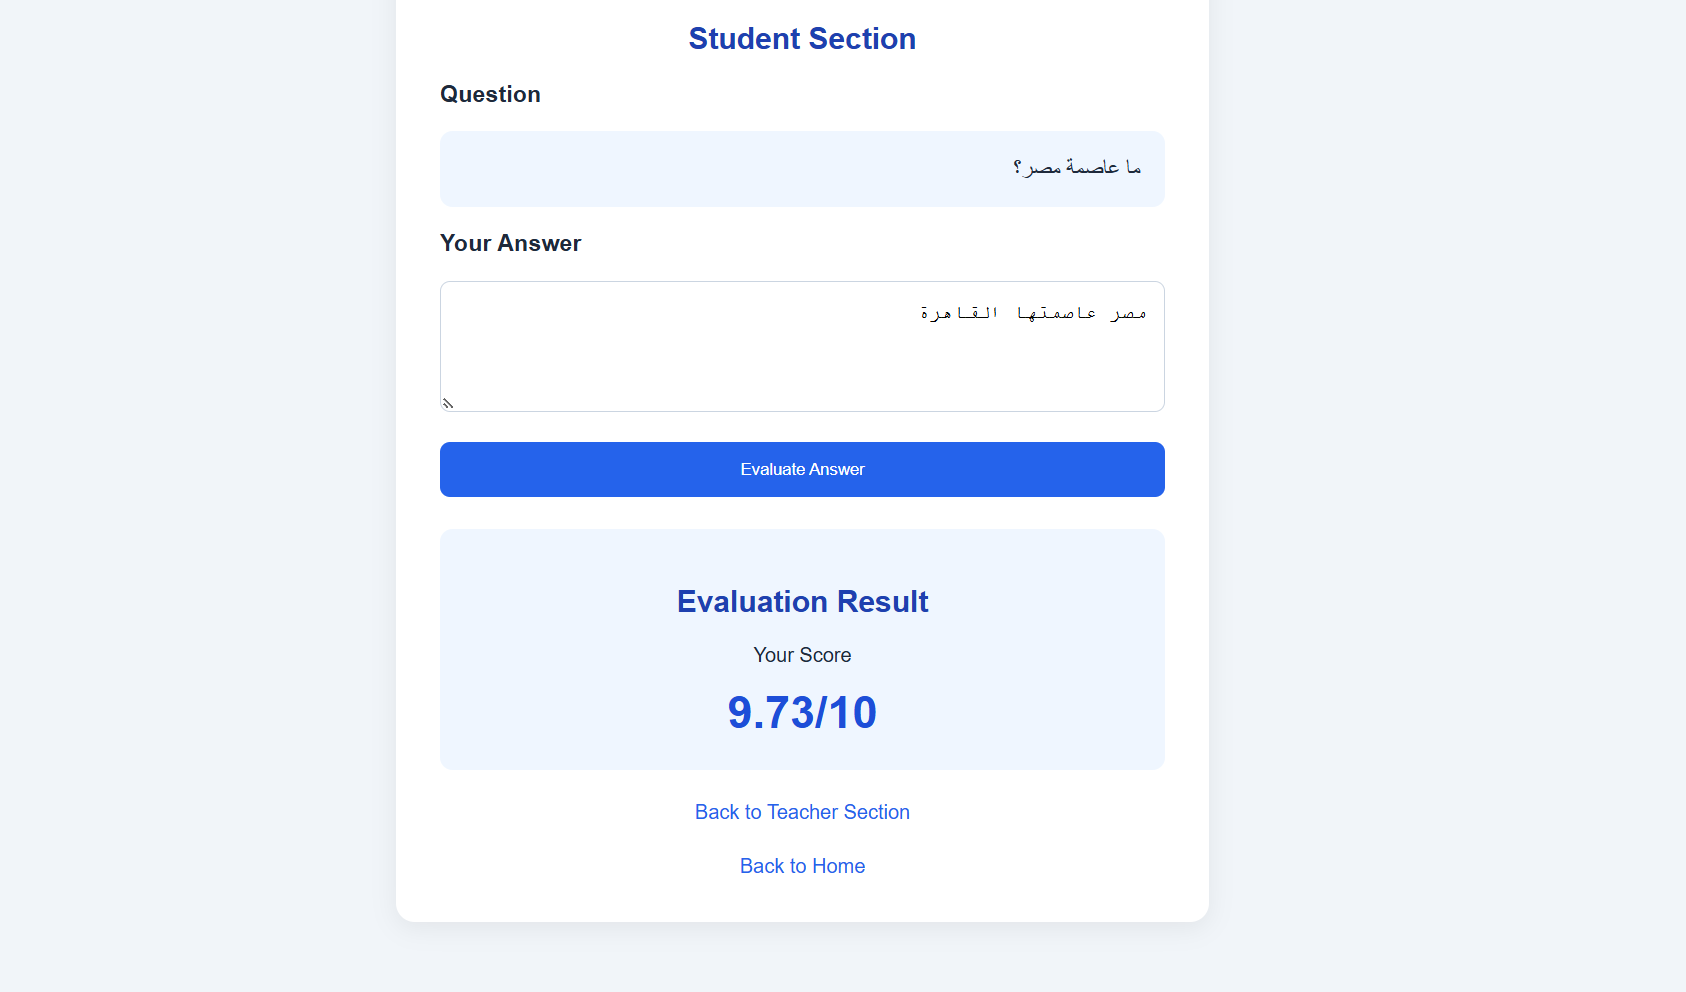 Student Section
Question
ما عاصمة مصر؟
Your Answer
مصر عاصمتها القاهرة
Evaluate Answer
Evaluation Result
Your Score
9.73/10
Back to Teacher Section
Back to Home